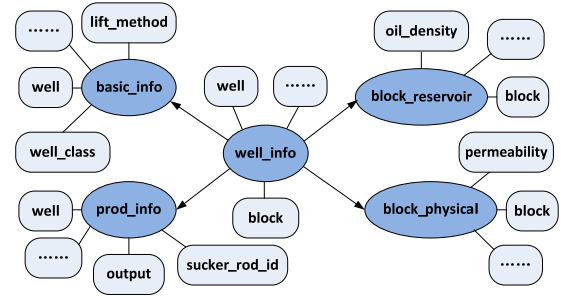 ……
lift_method
well
basic_info
well_class
well
……
well_info
block
oil_density
……
block_reservoir
block
permeability
block_physical
block
……
well
prod_info
……
output
sucker_rod_id